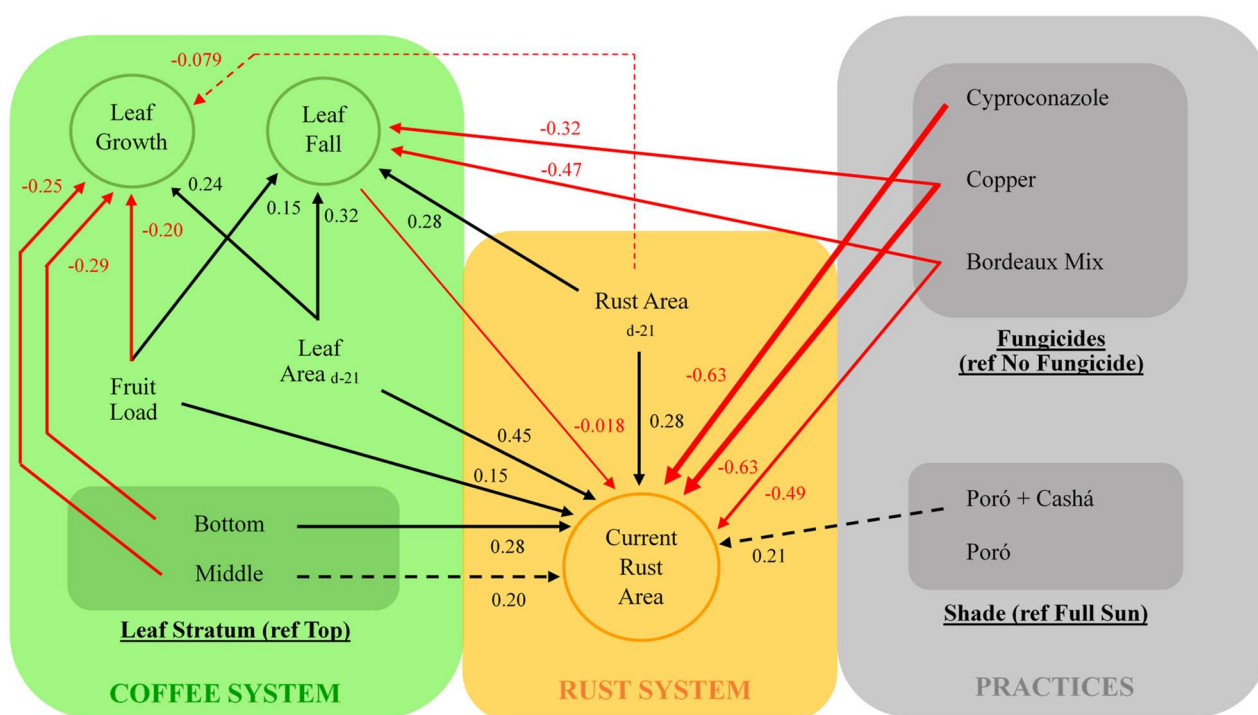 -0.079
Leaf
Growth
Leaf
Fall
-0.25
0.24
0.15
0.32
0.28
-0.20
-0.29
-0.32
-0.47
Cyproconazole
Copper
Bordeaux Mix
Fungicides
(ref No Fungicide)
Rust Area
d-21
Leaf
Area d-21
Fruit
Load
-0.63
0.45
-0.018
0.28
-0.63
0.15
-0.49
Bottom
0.28
Middle
0.20
Leaf Stratum (ref Top)
Current
Rust
Area
0.21
Poró + Cashá
Poró
Shade (ref Full Sun)
COFFEE SYSTEM
RUST SYSTEM
PRACTICES